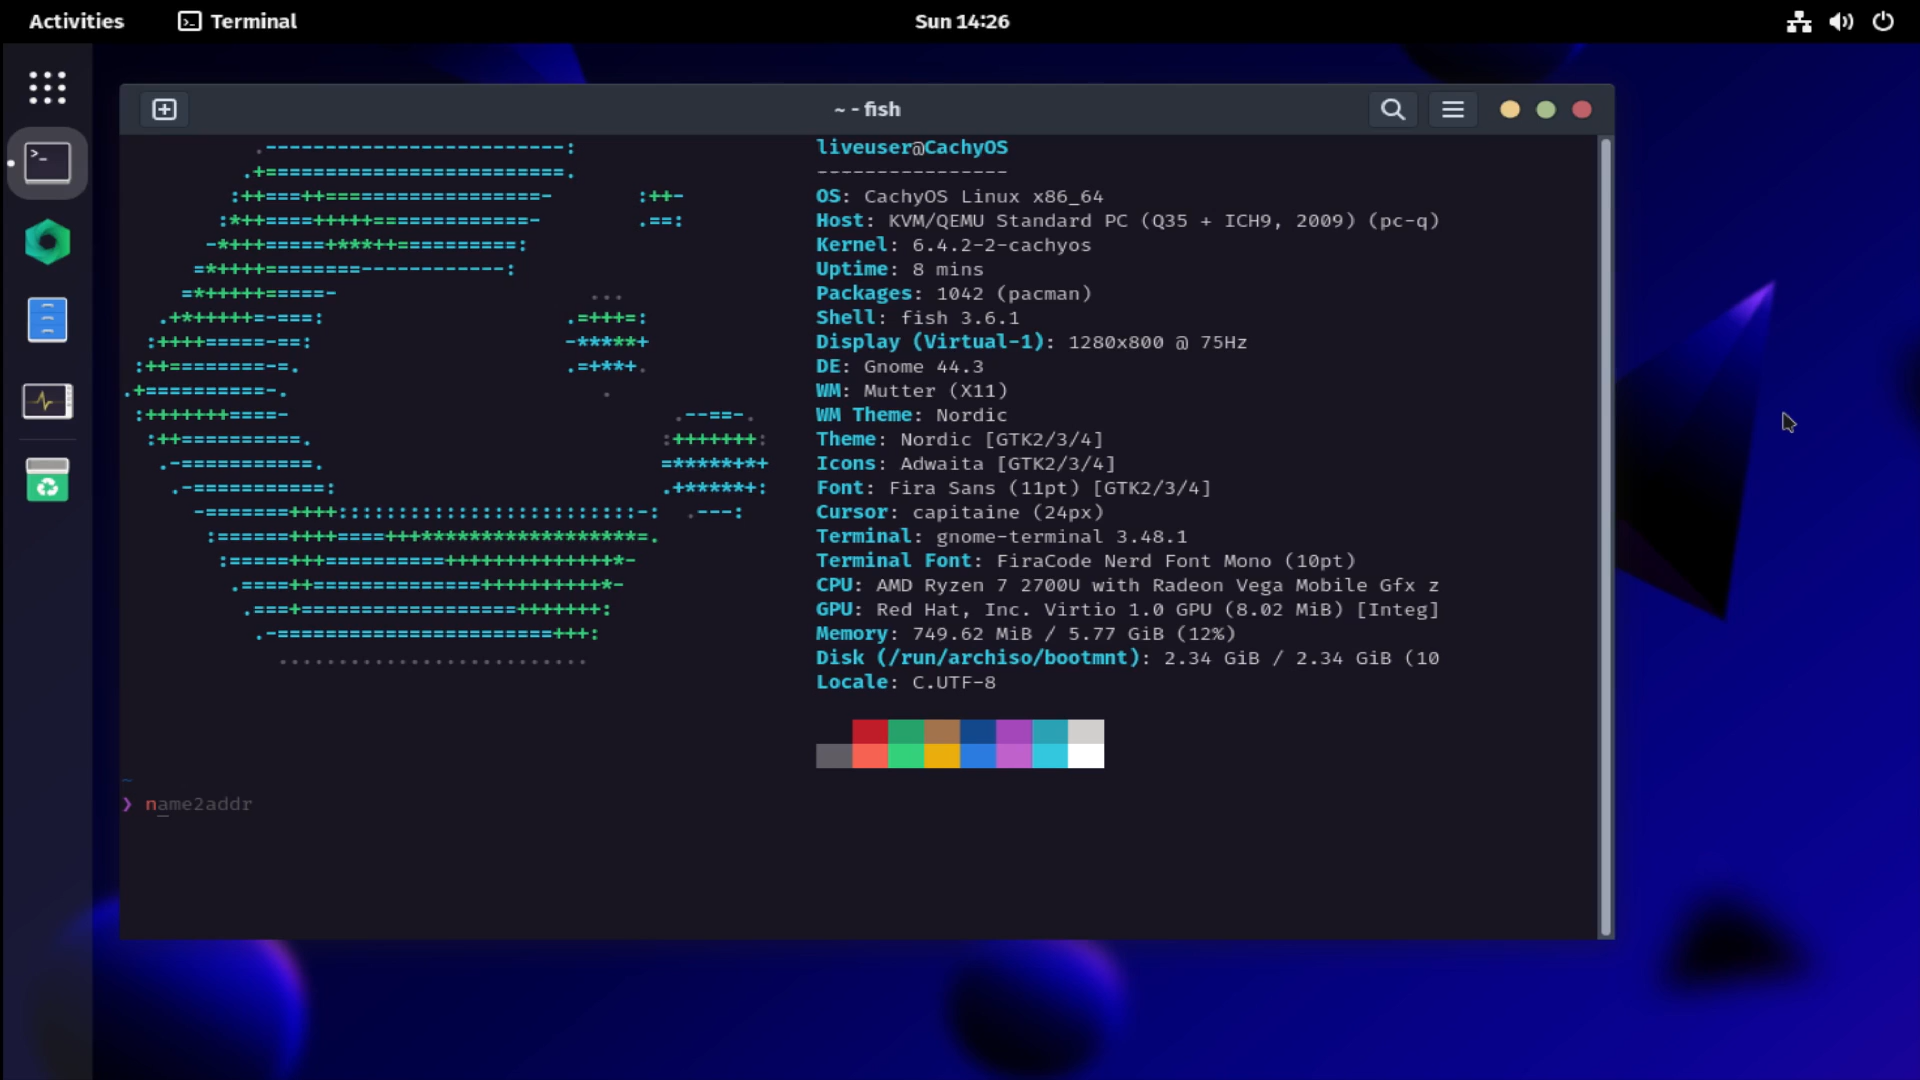 Activities
Terminal
Sun 14:26
~ - fish
liveuser@CachyOS
----------------
OS: CachyOS Linux x86_64
Host: KVM/QEMU Standard PC (Q35 + ICH9, 2009) (pc-q)
Kernel: 6.4.2-2-cachyos
Uptime: 8 mins
Packages: 1042 (pacman)
Shell: fish 3.6.1
Display (Virtual-1): 1280x800 @ 75Hz
DE: Gnome 44.3
WM: Mutter (X11)
WM Theme: Nordic
Theme: Nordic [GTK2/3/4]
Icons: Adwaita [GTK2/3/4]
Font: Fira Sans (11pt) [GTK2/3/4]
Cursor: capitaine (24px)
Terminal: gnome-terminal 3.48.1
Terminal Font: FiraCode Nerd Font Mono (10pt)
CPU: AMD Ryzen 7 2700U with Radeon Vega Mobile Gfx z
GPU: Red Hat, Inc. Virtio 1.0 GPU (8.02 MiB) [Integ]
Memory: 749.62 MiB / 5.77 GiB (12%)
Disk (/run/archiso/bootmnt): 2.34 GiB / 2.34 GiB (10
Locale: C.UTF-8
~
❯ name2addr